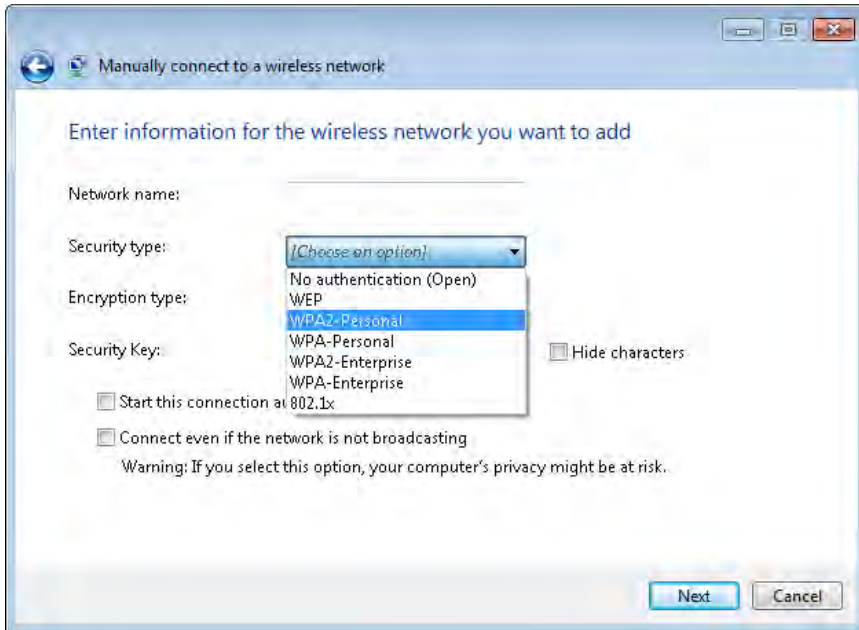 Manually connect to a wireless network
Enter information for the wireless network you want to add
Network name:
Security type:
[Choose an option]
No authentication (Open)
WEP
Encryption type:
WPA2-Personal
WPA-Personal
Security Key:
Hide characters
WPA2-Enterprise
WPA-Enterprise
Start this connection au
802.1x
Connect even if the network is not broadcasting
Warning: If you select this option, your computer's privacy might be at risk.
Next
Cancel